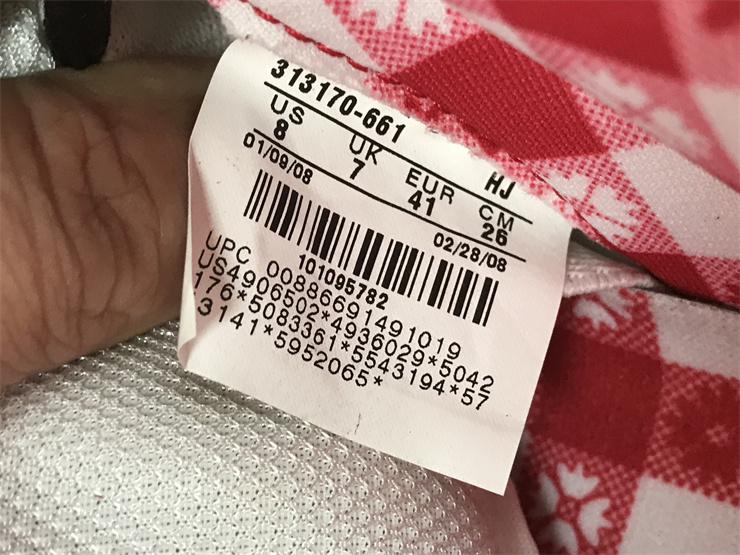 313170-661 HJ
US UK EUR CM
8 7 41 26
01/09/08 02/28/08
101095782
UPC 00886691491019
US4906502*4936029*5042
176*5083361*5543194*57
3141*5952065*